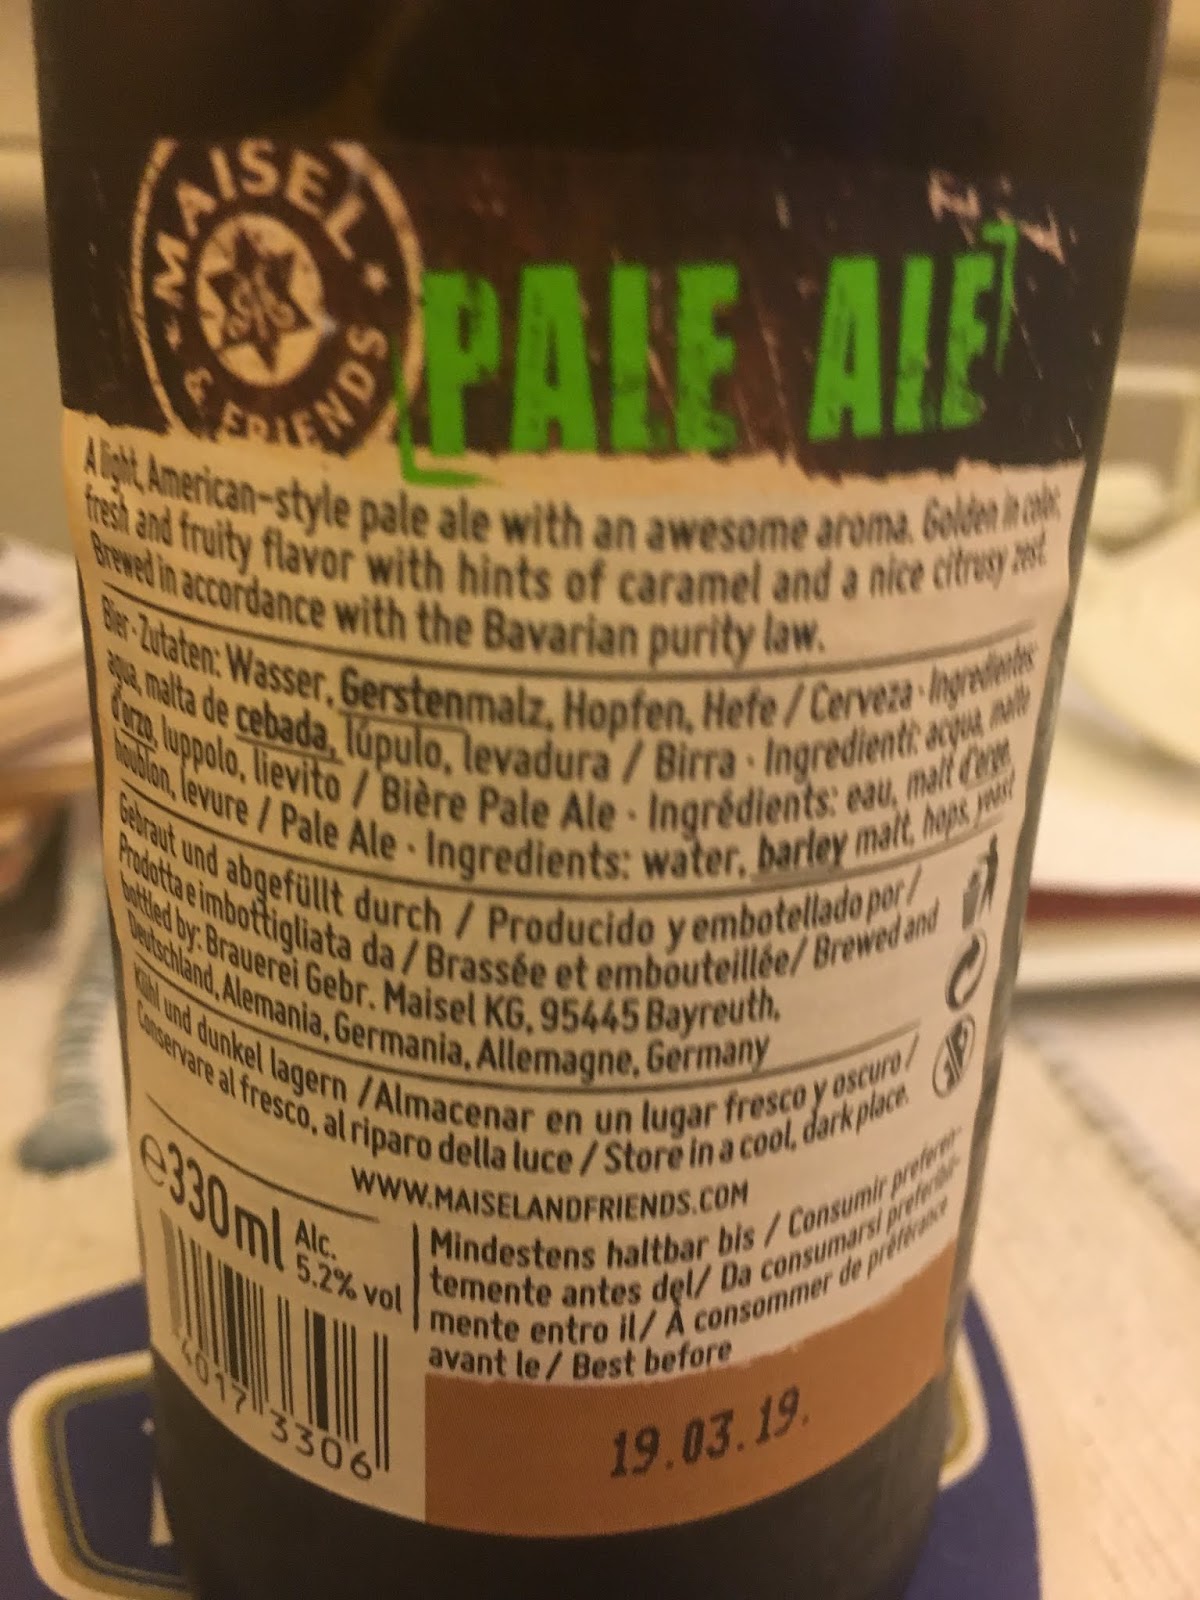 MAISEL
& FRIENDS
PALE ALE
A light, American-style pale ale with an awesome aroma. Golden in color,
fresh and fruity flavor with hints of caramel and a nice citrusy zest.
Brewed in accordance with the Bavarian purity law.
Bier · Zutaten: Wasser, Gerstenmalz, Hopfen, Hefe / Cerveza · Ingredientes:
agua, malta de cebada, lúpulo, levadura / Birra · Ingredienti: acqua, malte
d'orzo, luppolo, lievito / Bière Pale Ale · Ingrédients: eau, malt d'orge,
houblon, levure / Pale Ale · Ingredients: water, barley malt, hops, yeast
Gebraut und abgefüllt durch / Producido y embotellado por /
Prodotta e imbottigliata da / Brassée et embouteillée / Brewed and
bottled by: Brauerei Gebr. Maisel KG, 95445 Bayreuth,
Deutschland, Alemania, Germania, Allemagne, Germany
Kühl und dunkel lagern / Almacenar en un lugar fresco y oscuro /
Conservare al fresco, al riparo della luce / Store in a cool, dark place.
WWW.MAISELANDFRIENDS.COM
℮330ml Alc.
5.2% vol
Mindestens haltbar bis / Consumir preferen-
temente antes del/ Da consumarsi preferibil-
mente entro il/ À consommer de préférance
avant le / Best before
4017 3306
19.03.19.